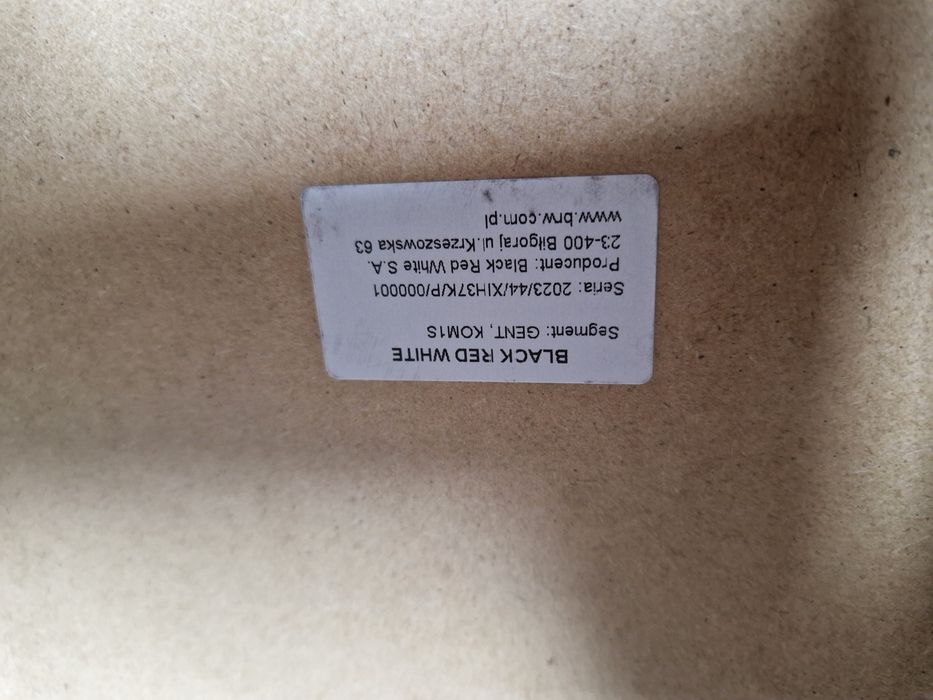 BLACK RED WHITE
Segment: GENT, KOM1S
Seria: 2023/44/XIH37K/P/000001
Producent: Black Red White S.A.
23-400 Biłgoraj ul.Krzeszowska 63
www.brw.com.pl